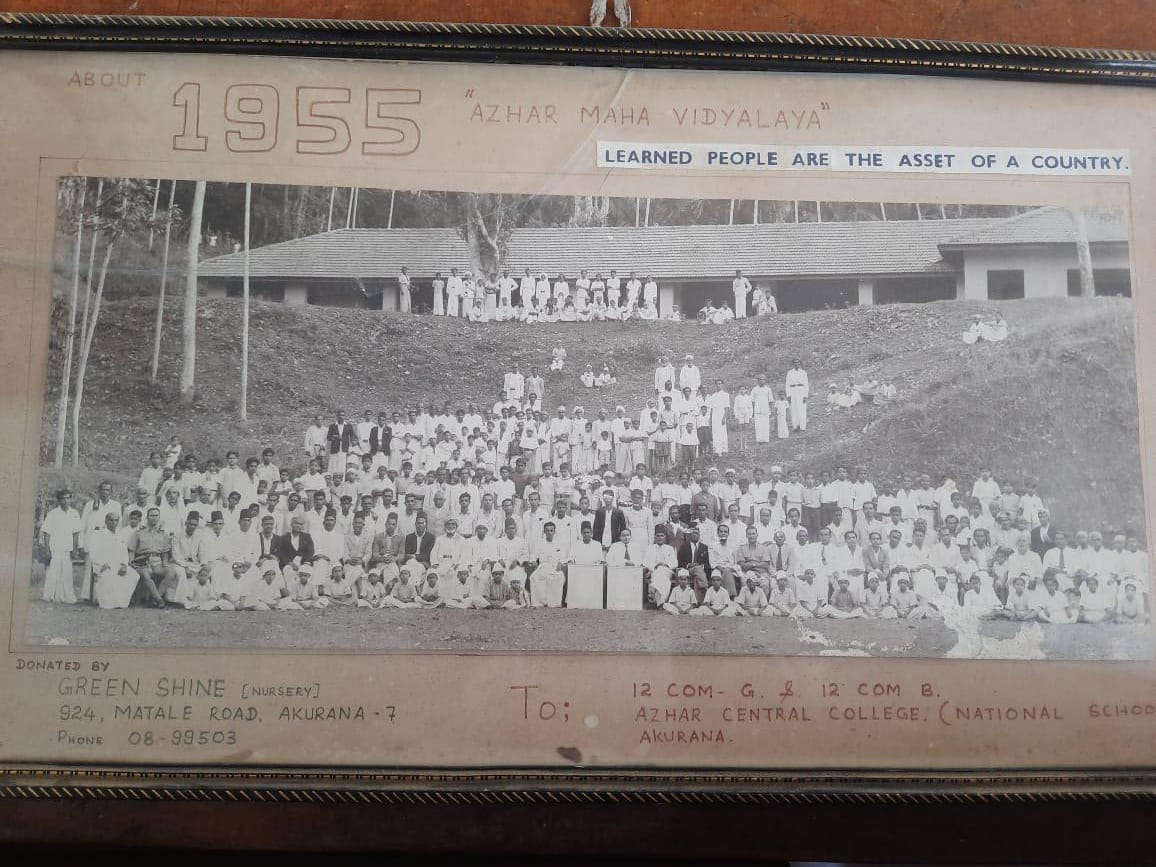 ABOUT
1955
"AZHAR MAHA VIDYALAYA"
LEARNED PEOPLE ARE THE ASSET OF A COUNTRY.
DONATED BY
GREEN SHINE [NURSERY]
924, MATALE ROAD, AKURANA - 7
PHONE 08-99503
To;
12 COM- G. & 12 COM B.
AZHAR CENTRAL COLLEGE. (NATIONAL SCHOO
AKURANA.